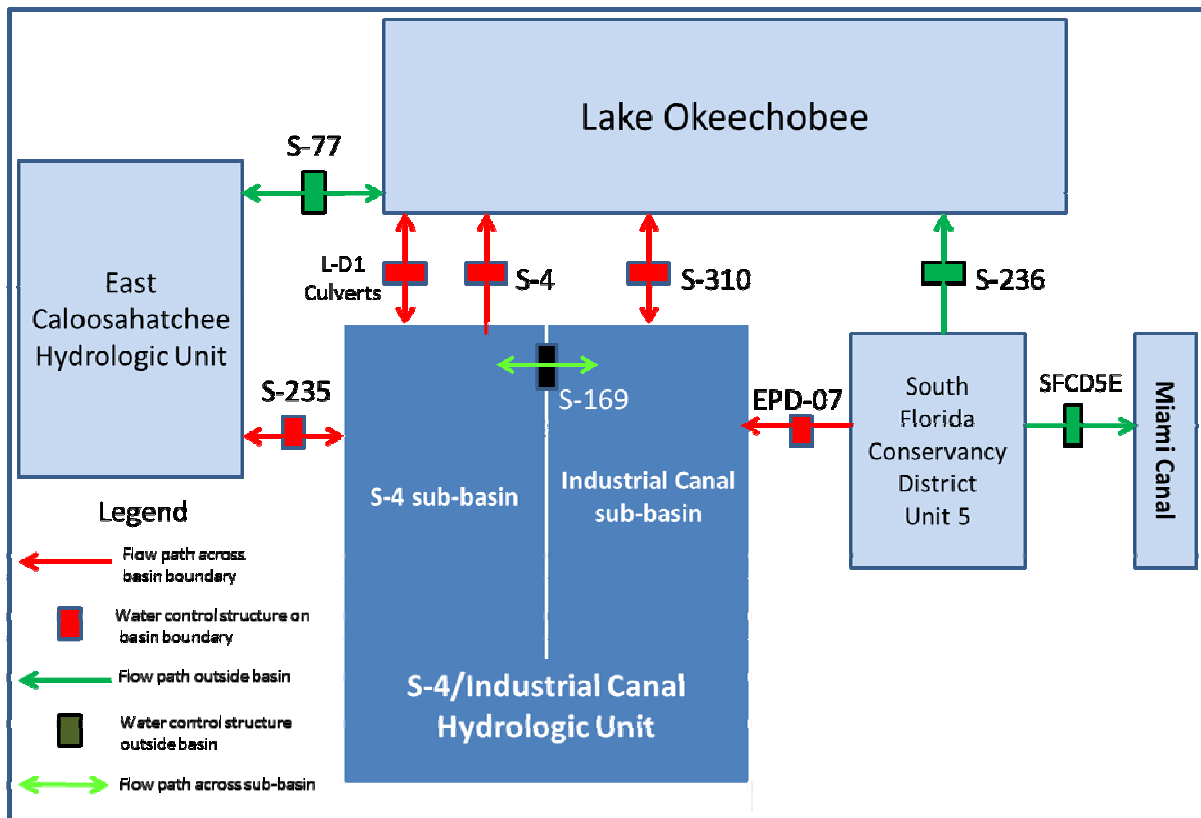 Lake Okeechobee
S-77
East
Caloosahatchee
Hydrologic Unit
L-D1
Culverts
S-4
S-310
S-236
S-235
S-169
EPD-07
South
Florida
Conservancy
District
Unit 5
SFCD5E
Miami Canal
S-4 sub-basin
Industrial Canal
sub-basin
S-4/Industrial Canal
Hydrologic Unit
Legend
Flow path across
basin boundary
Water control structure on
basin boundary
Flow path outside basin
Water control structure
outside basin
Flow path across sub-basin